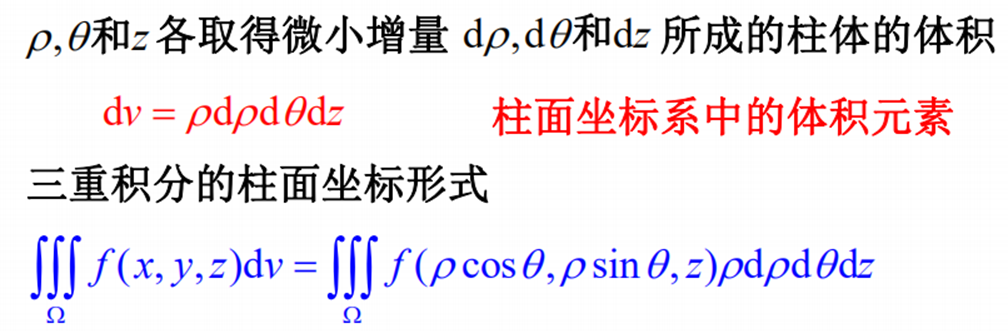 ρ,θ和z各取得微小增量 dρ,dθ和dz 所成的柱体的体积
dv = ρdρdθdz 柱面坐标系中的体积元素
三重积分的柱面坐标形式
∭_Ω f(x, y, z)dv = ∭_Ω f(ρcosθ, ρsinθ, z)ρdρdθdz